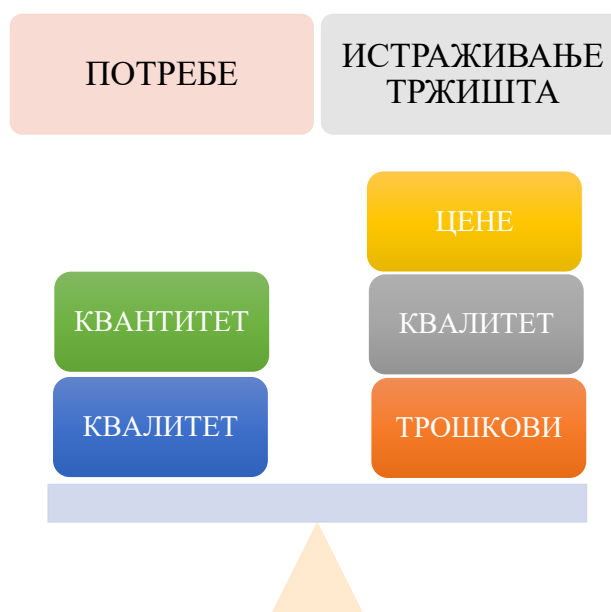 ПОТРЕБЕ
ИСТРАЖИВАЊЕ
ТРЖИШТА
ЦЕНЕ
КВАНТИТЕТ
КВАЛИТЕТ
КВАЛИТЕТ
ТРОШКОВИ